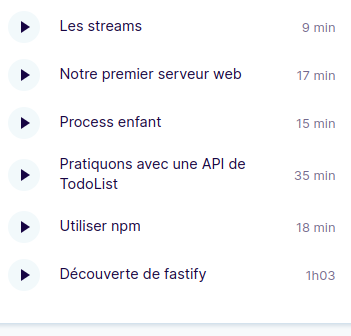 Les streams 9 min
Notre premier serveur web 17 min
Process enfant 15 min
Pratiquons avec une API de 35 min
TodoList
Utiliser npm 18 min
Découverte de fastify 1h03